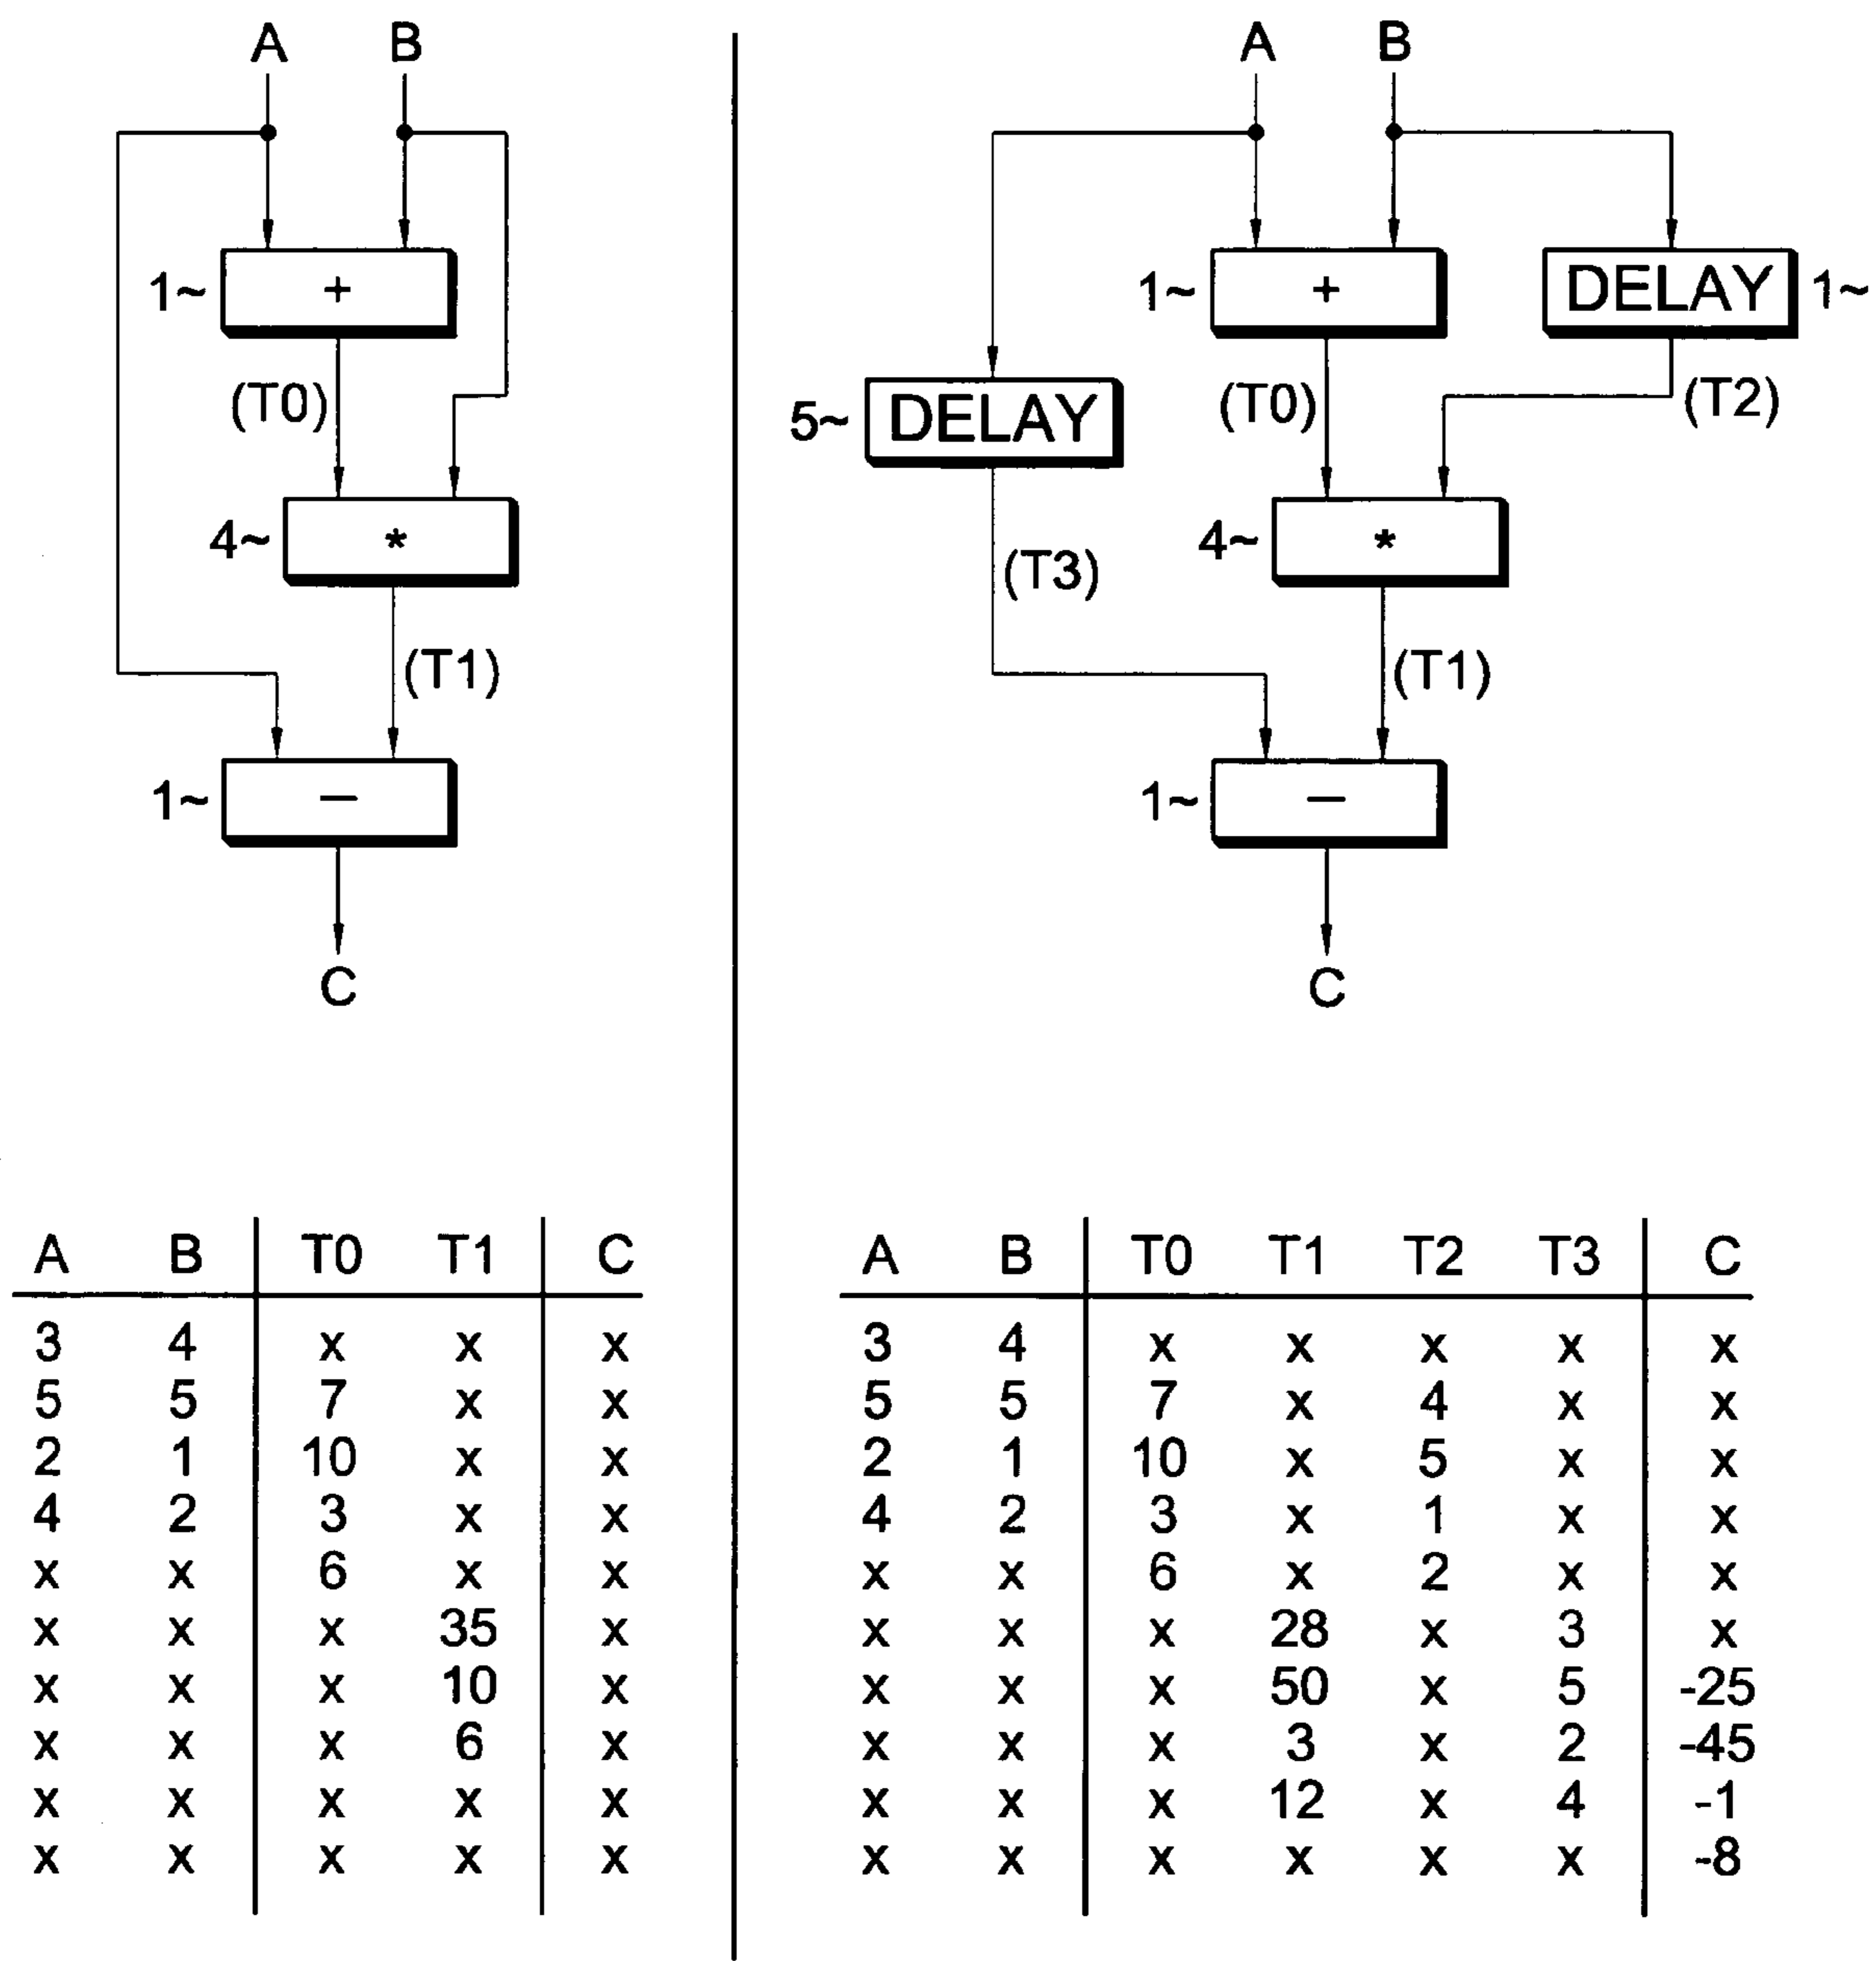 A B
1~ +
(T0)
4~ *
(T1)
1~ —
C
A B
1~ + DELAY 1~
5~ DELAY (T0) (T2)
4~ *
(T3)
(T1)
1~ —
C
A B T0 T1 C
3 4 x x x
5 5 7 x x
2 1 10 x x
4 2 3 x x
x x 6 x x
x x x 35 x
x x x 10 x
x x x 6 x
x x x x x
x x x x x
A B T0 T1 T2 T3 C
3 4 x x x x x
5 5 7 x 4 x x
2 1 10 x 5 x x
4 2 3 x 1 x x
x x 6 x 2 x x
x x x 28 x 3 x
x x x 50 x 5 -25
x x x 3 x 2 -45
x x x 12 x 4 -1
x x x x x x -8